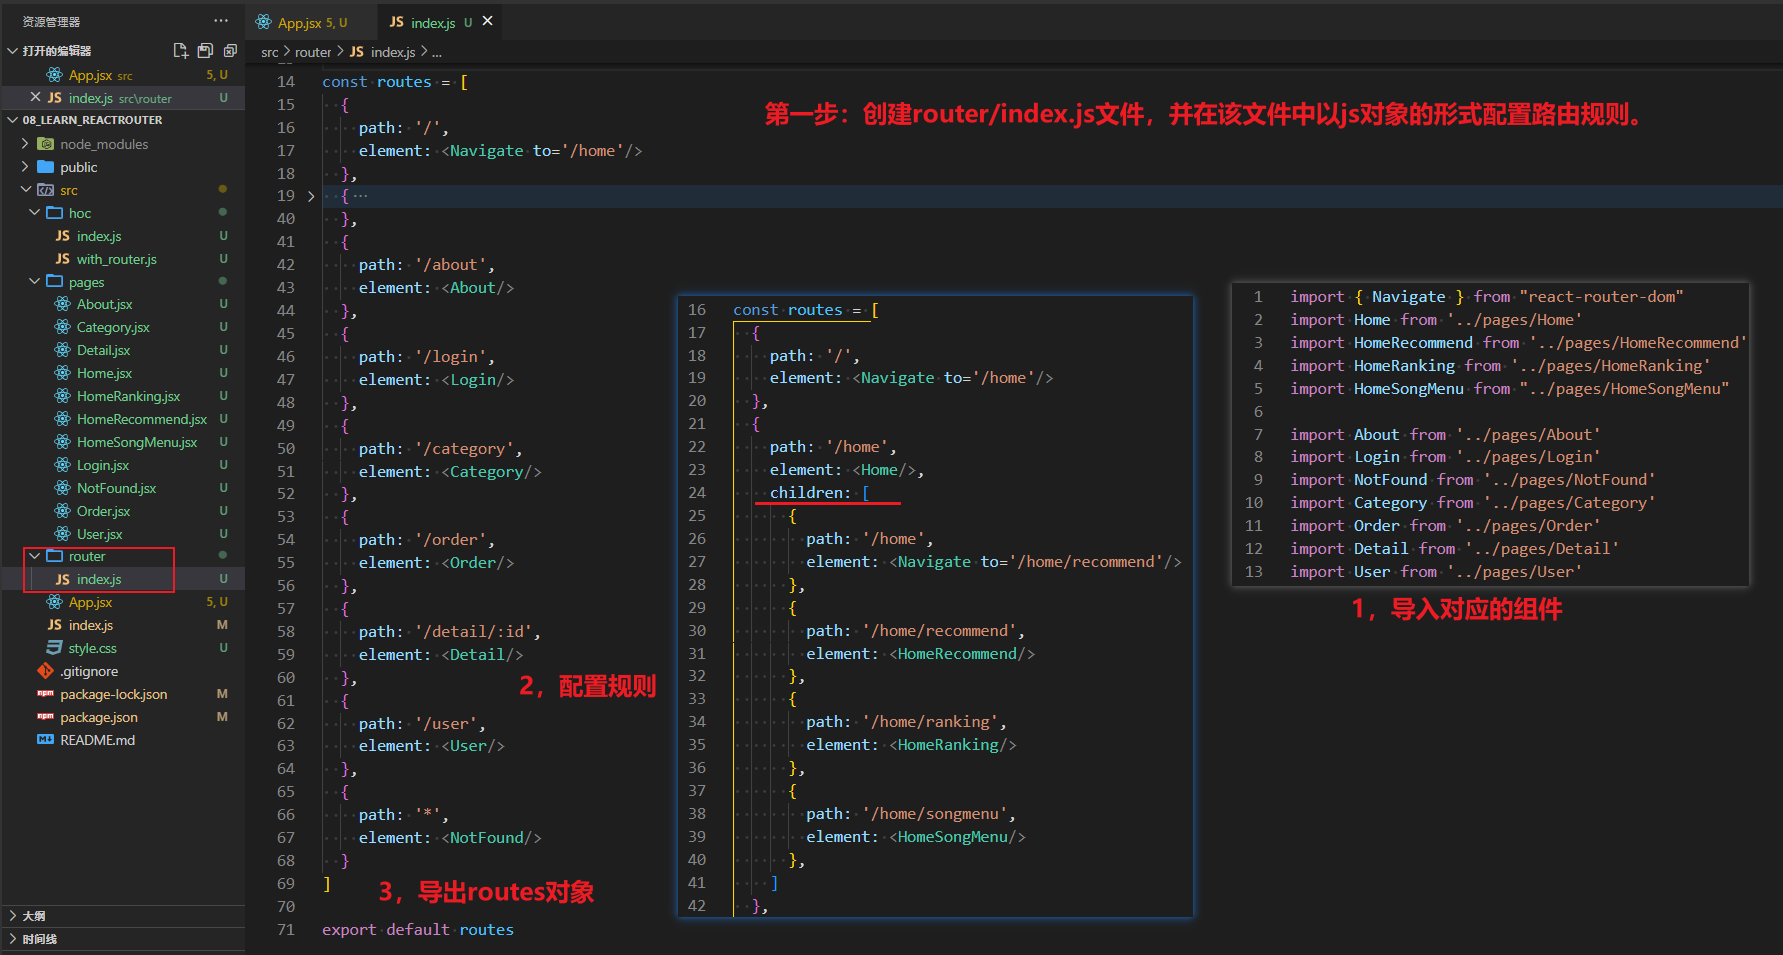 资源管理器
···
打开的编辑器
App.jsx src 5, U
index.js src\router U
08_LEARN_REACTROUTER
node_modules
public
src
hoc
index.js U
with_router.js U
pages
About.jsx U
Category.jsx U
Detail.jsx U
Home.jsx U
HomeRanking.jsx U
HomeRecommend.jsx U
HomeSongMenu.jsx U
Login.jsx U
NotFound.jsx U
Order.jsx U
User.jsx U
router
index.js U
App.jsx 5, U
index.js M
style.css U
.gitignore
package-lock.json M
package.json M
README.md
大纲
时间线
App.jsx 5, U
JS index.js U
src > router > JS index.js > ...
14 const routes = [
15 {
16 path: '/',
17 element: <Navigate to='/home'/>
18 },
19 { ···
40 },
41 {
42 path: '/about',
43 element: <About/>
44 },
45 {
46 path: '/login',
47 element: <Login/>
48 },
49 {
50 path: '/category',
51 element: <Category/>
52 },
53 {
54 path: '/order',
55 element: <Order/>
56 },
57 {
58 path: '/detail/:id',
59 element: <Detail/>
60 },
61 {
62 path: '/user',
63 element: <User/>
64 },
65 {
66 path: '*',
67 element: <NotFound/>
68 }
69 ]
70
71 export default routes
第一步：创建router/index.js文件，并在该文件中以js对象的形式配置路由规则。
2，配置规则
3，导出routes对象
16 const routes = [
17 {
18 path: '/',
19 element: <Navigate to='/home'/>
20 },
21 {
22 path: '/home',
23 element: <Home/>,
24 children: [
25 {
26 path: '/home',
27 element: <Navigate to='/home/recommend'/>
28 },
29 {
30 path: '/home/recommend',
31 element: <HomeRecommend/>
32 },
33 {
34 path: '/home/ranking',
35 element: <HomeRanking/>
36 },
37 {
38 path: '/home/songmenu',
39 element: <HomeSongMenu/>
40 },
41 ]
42 },
1 import { Navigate } from "react-router-dom"
2 import Home from '../pages/Home'
3 import HomeRecommend from '../pages/HomeRecommend'
4 import HomeRanking from '../pages/HomeRanking'
5 import HomeSongMenu from "../pages/HomeSongMenu"
6
7 import About from '../pages/About'
8 import Login from '../pages/Login'
9 import NotFound from '../pages/NotFound'
10 import Category from '../pages/Category'
11 import Order from '../pages/Order'
12 import Detail from '../pages/Detail'
13 import User from '../pages/User'
1，导入对应的组件